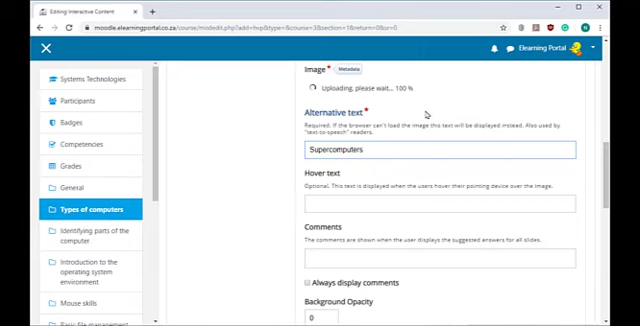 Editing Interactive Content
moodle.elearningportal.co.za/course/modedit.php?add=hvp&type=&course=3&section=1&return=0&sr=0
Elearning Portal
Systems Technologies
Participants
Badges
Competencies
Grades
General
Types of computers
Identifying parts of the
computer
Introduction to the
operating system
environment
Mouse skills
Basic file management
Image * Metadata
Uploading, please wait... 100 %
Alternative text *
Required. If the browser can't load the image this text will be displayed instead. Also used by
"text-to-speech" readers.
Supercomputers
Hover text
Optional. This text is displayed when the users hover their pointing device over the image.
Comments
The comments are shown when the user displays the suggested answers for all slides.
Always display comments
Background Opacity
0